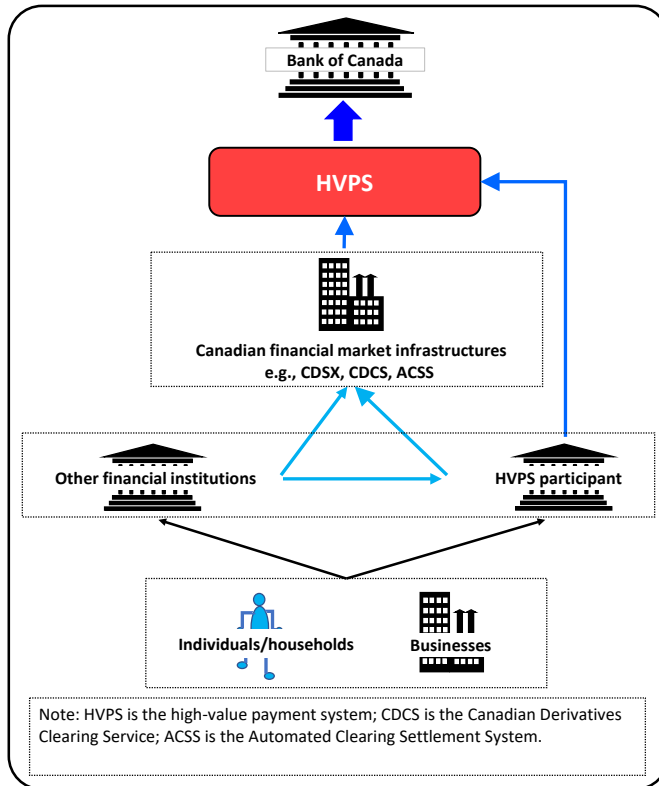 Bank of Canada
HVPS
Canadian financial market infrastructures
e.g., CDSX, CDCS, ACSS
Other financial institutions
HVPS participant
Individuals/households
Businesses
Note: HVPS is the high-value payment system; CDCS is the Canadian Derivatives
Clearing Service; ACSS is the Automated Clearing Settlement System.